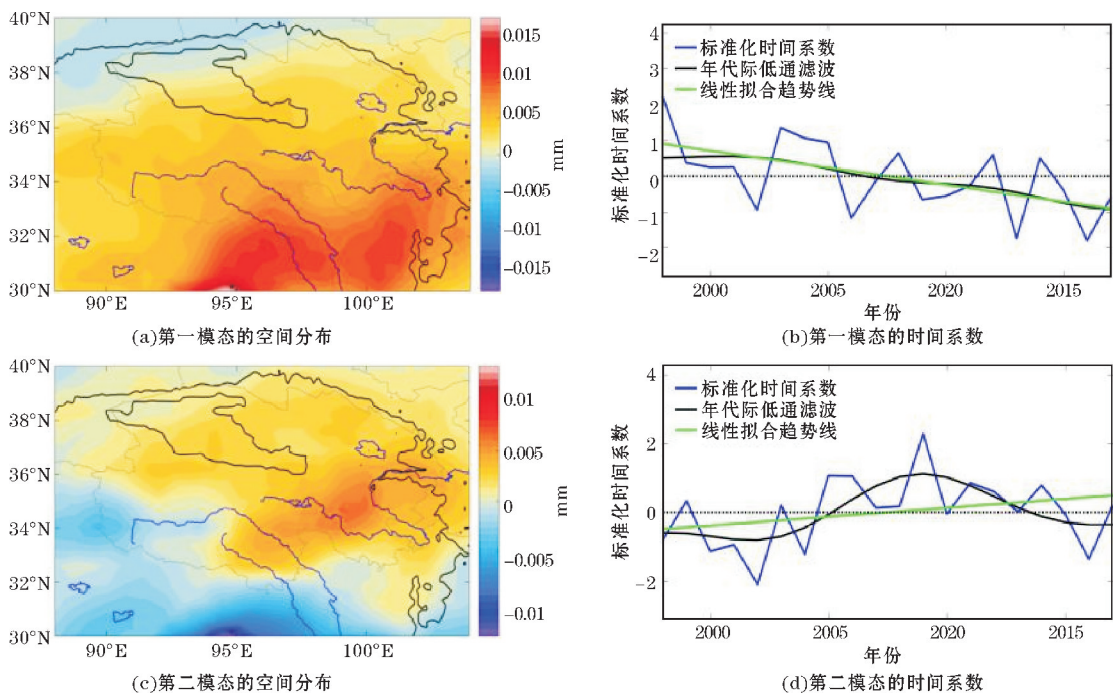 40°N
38°N
36°N
34°N
32°N
30°N
90°E
95°E
100°E
0.015
0.01
0.005
0
−0.005
−0.01
−0.015
mm
(a)第一模态的空间分布
4
2
1
0
−1
−2
标准化时间系数
标准化时间系数
年代际低通滤波
线性拟合趋势线
2000
2005
2020
2015
年份
(b)第一模态的时间系数
40°N
38°N
36°N
34°N
32°N
30°N
90°E
95°E
100°E
0.01
0.005
0
−0.005
−0.01
mm
(c)第二模态的空间分布
4
2
0
−2
标准化时间系数
标准化时间系数
年代际低通滤波
线性拟合趋势线
2000
2005
2020
2015
年份
(d)第二模态的时间系数